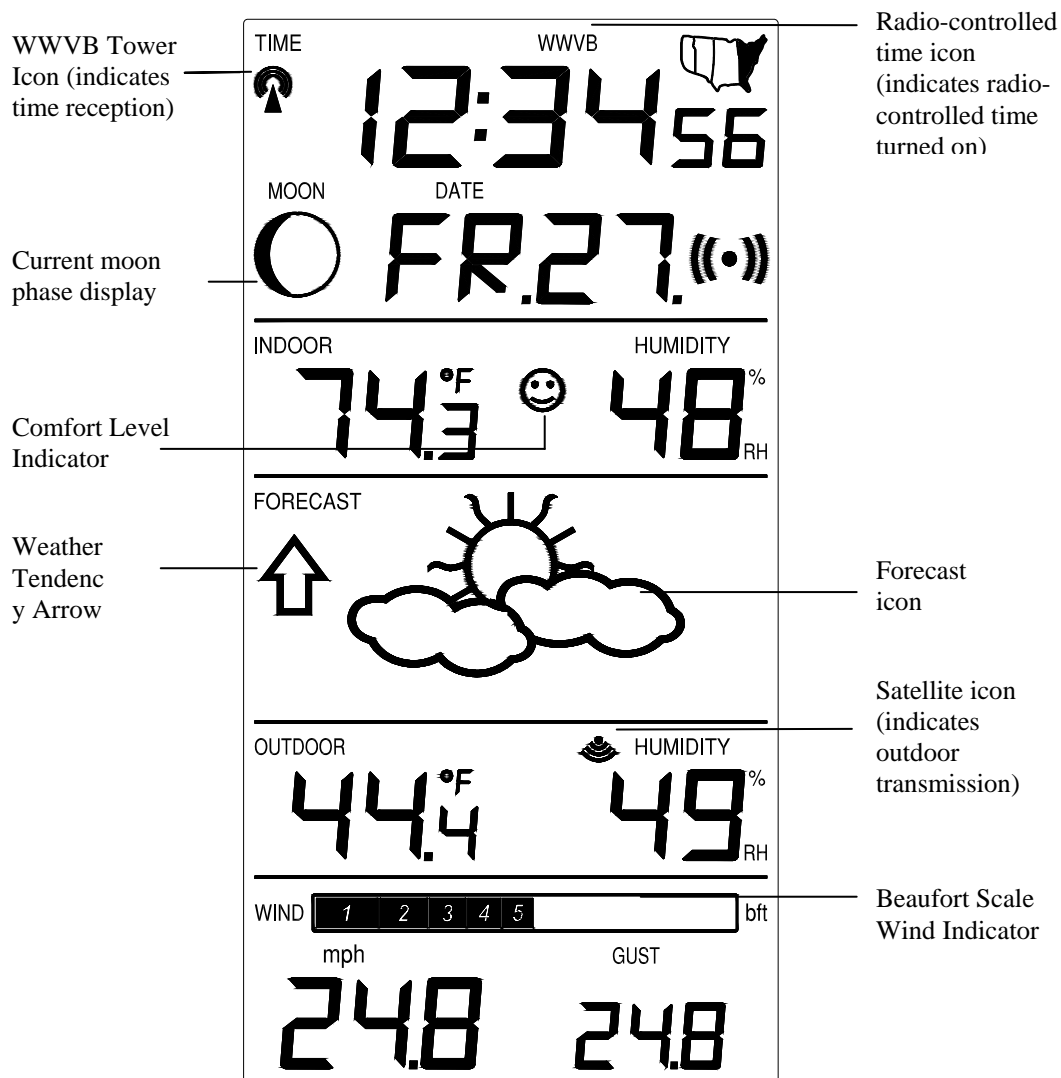 WWVB Tower
Icon (indicates
time reception)
Current moon
phase display
Comfort Level
Indicator
Weather
Tendenc
y Arrow
TIME WWVB
12:34 56
MOON DATE
FR.27.
INDOOR HUMIDITY
74.3 °F 48 % RH
FORECAST
OUTDOOR HUMIDITY
44.4 °F 49 % RH
WIND 1 2 3 4 5 bft
mph GUST
24.8 24.8
Radio-controlled
time icon
(indicates radio-
controlled time
turned on)
Forecast
icon
Satellite icon
(indicates
outdoor
transmission)
Beaufort Scale
Wind Indicator